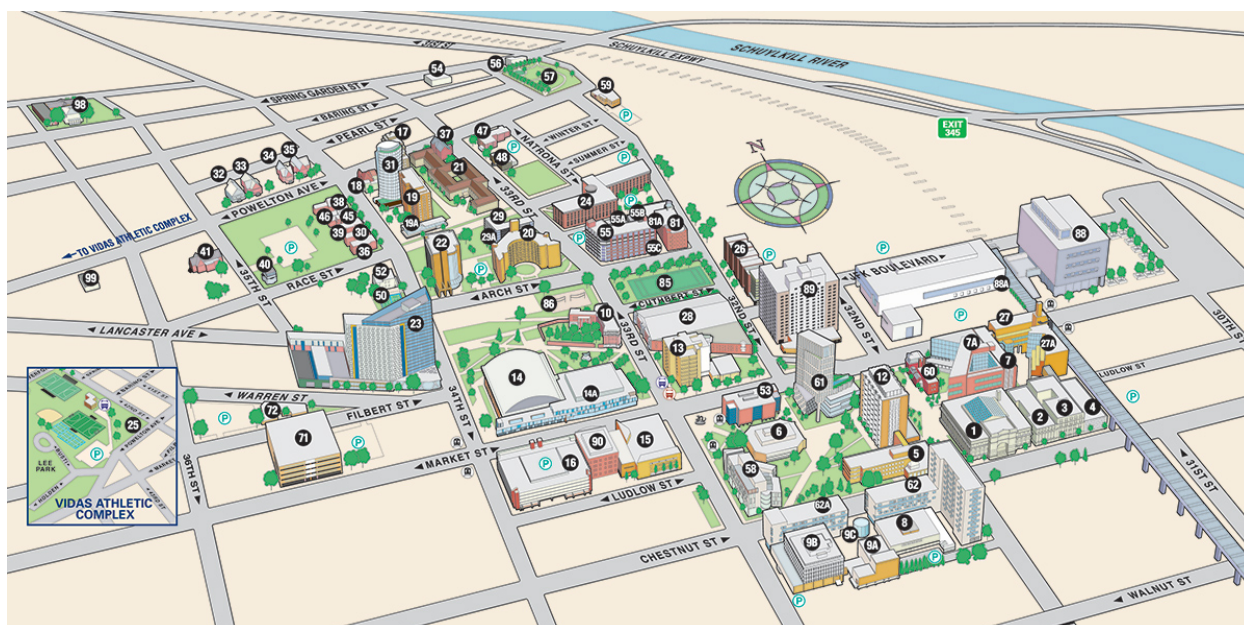 31ST ST
SCHUYLKILL EXPWY
SCHUYLKILL RIVER
EXIT
345
54
56
57
59
P
98
SPRING GARDEN ST
BARING ST
PEARL ST
17
37
47
NATRONA ST
WINTER ST
SUMMER ST
P
N
32
33
34
35
31
18
19
19A
21
48
33RD ST
24
P
POWELTON AVE
38
46
45
39
30
36
P
TO VIDAS ATHLETIC COMPLEX
41
40
99
35TH ST
RACE ST
52
50
22
29
29A
20
P
P
55
55A
55B
81A
81
55C
26
P
89
P
JFK BOULEVARD
88
88A
P
LANCASTER AVE
23
ARCH ST
86
10
33RD ST
85
CUTHBERT ST
28
13
32ND ST
32ND ST
30TH ST
27
27A
7A
7
60
61
12
53
LUDLOW ST
P
14
14A
WARREN ST
FILBERT ST
34TH ST
P
72
71
P
36TH ST
MARKET ST
90
15
P
16
LUDLOW ST
6
58
5
1
2
3
4
31ST ST
62
62A
9C
8
9B
9A
P
P
CHESTNUT ST
WALNUT ST
25
P
LEE
PARK
VIDAS ATHLETIC
COMPLEX